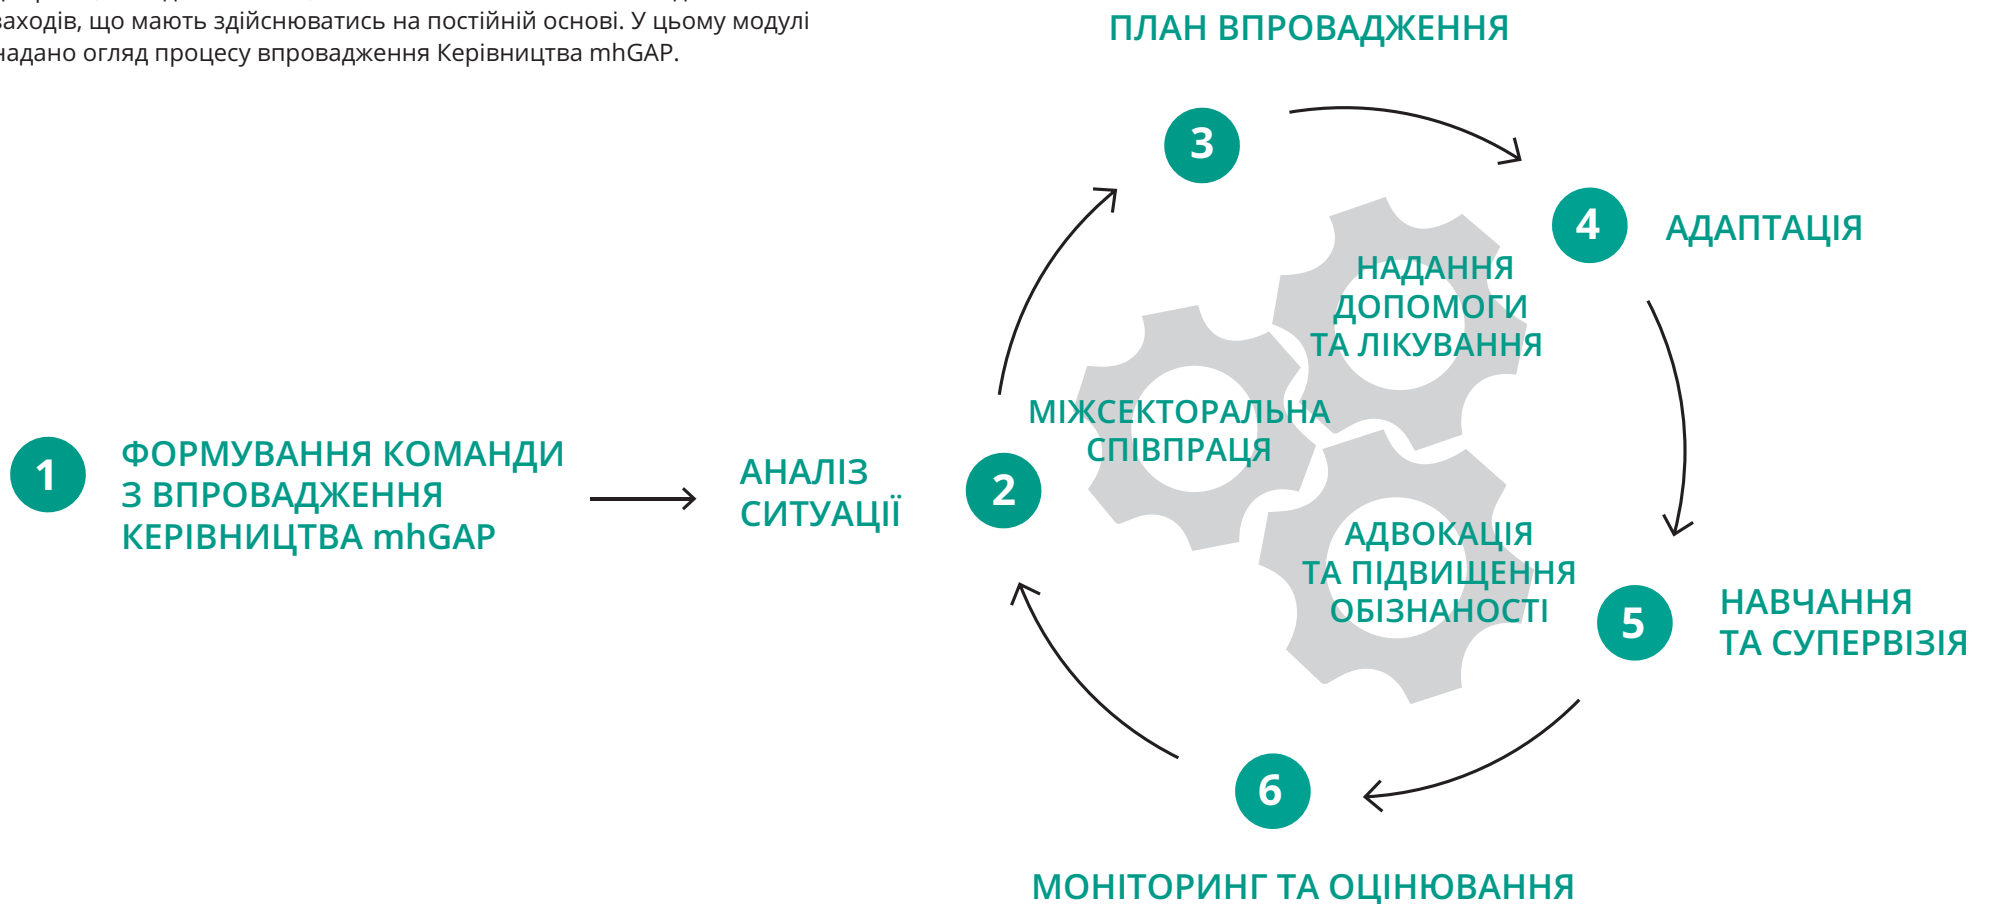 заходів, що мають здійснюватись на постійній основі. У цьому модулі
надано огляд процесу впровадження Керівництва mhGAP.
ПЛАН ВПРОВАДЖЕННЯ
3
4
АДАПТАЦІЯ
НАДАННЯ
ДОПОМОГИ
ТА ЛІКУВАННЯ
МІЖСЕКТОРАЛЬНА
СПІВПРАЦЯ
1
ФОРМУВАННЯ КОМАНДИ
З ВПРОВАДЖЕННЯ
КЕРІВНИЦТВА mhGAP
АНАЛІЗ
СИТУАЦІЇ
2
АДВОКАЦІЯ
ТА ПІДВИЩЕННЯ
ОБІЗНАНОСТІ
5
НАВЧАННЯ
ТА СУПЕРВІЗІЯ
6
МОНІТОРИНГ ТА ОЦІНЮВАННЯ